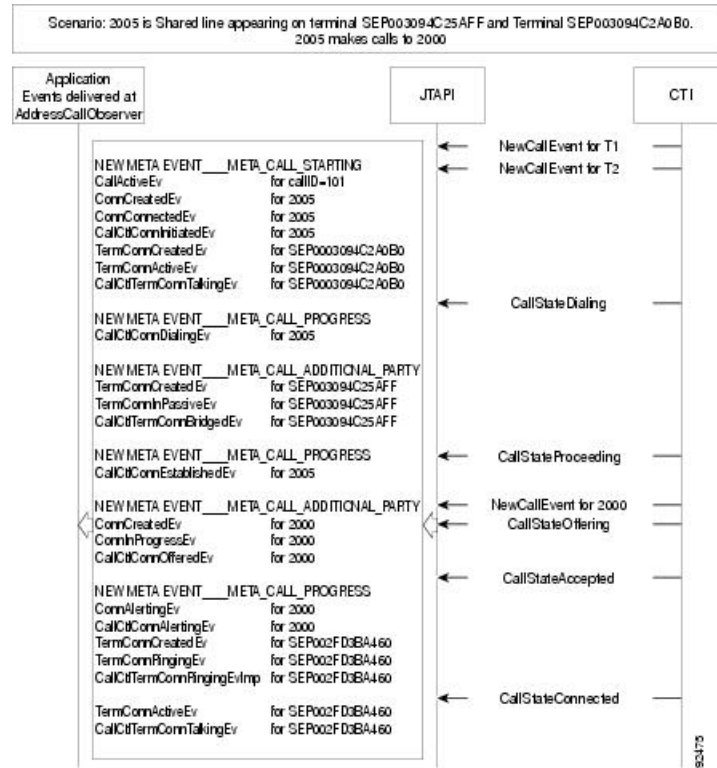 Scenario: 2005 is Shared line appearing on terminal SEP003094C25AFF and Terminal SEP003094C2A0B0.
2005 makes calls to 2000
Application
Events delivered at
AddressCallObserver
JTAPI
CTI
NewCallEvent for T1
NEW META EVENT___META_CALL_STARTING
NewCallEvent for T2
CallActiveEv for callID=101
ConnCreatedEv for 2005
ConnConnectedEv for 2005
CallCtlConnInitiatedEv for 2005
TermConnCreatedEv for SEP0003094C2A0B0
TermConnActiveEv for SEP0003094C2A0B0
CallCtlTermConnTalkingEv for SEP0003094C2A0B0
CallStateDialing
NEW META EVENT___META_CALL_PROGRESS
CallCtlConnDialingEv for 2005
NEW META EVENT___META_CALL_ADDITIONAL_PARTY
TermConnCreatedEv for SEP003094C25AFF
TermConnInPassiveEv for SEP003094C25AFF
CallCtlTermConnBridgedEv for SEP003094C25AFF
NEW META EVENT___META_CALL_PROGRESS
CallStateProceeding
CallCtlConnEstablishedEv for 2005
NEW META EVENT___META_CALL_ADDITIONAL_PARTY
NewCallEvent for 2000
ConnCreatedEv for 2000
CallStateOffering
ConnInProgressEv for 2000
CallCtlConnOfferedEv for 2000
CallStateAccepted
NEW META EVENT___META_CALL_PROGRESS
ConnAlertingEv for 2000
CallCtlConnAlertingEv for 2000
TermConnCreatedEv for SEP002FD3BA460
TermConnRingingEv for SEP002FD3BA460
CallCtlTermConnRingingEvImp for SEP002FD3BA460
CallStateConnected
TermConnActiveEv for SEP002FD3BA460
CallCtlTermConnTalkingEv for SEP002FD3BA460
92475